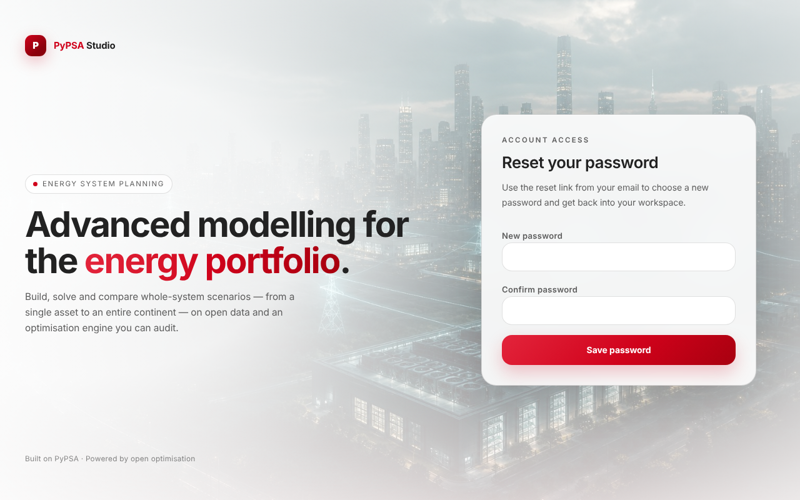 P
PyPSA Studio
ENERGY SYSTEM PLANNING
Advanced modelling for
the energy portfolio.
Build, solve and compare whole-system scenarios — from a
single asset to an entire continent — on open data and an
optimisation engine you can audit.
Built on PyPSA · Powered by open optimisation
ACCOUNT ACCESS
Reset your password
Use the reset link from your email to choose a new
password and get back into your workspace.
New password
Confirm password
Save password